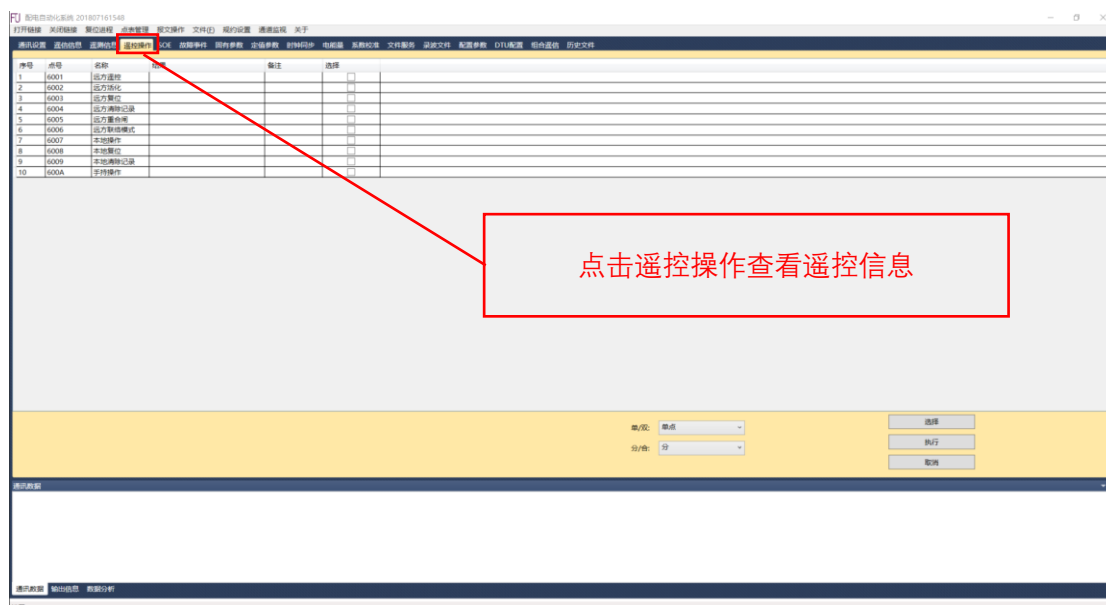 配电自动化系统 201807161548
打开链接 关闭链接 复位进程 点表管理 报文操作 文件(F) 规约设置 通道监视 关于
通讯设置 遥信信息 遥测信息 遥控操作 SOE 故障事件 固有参数 定值参数 时钟同步 电能量 系数校准 文件服务 录波文件 配置参数 DTU配置 组合遥信 历史文件
序号 点号 名称 结果 备注 选择
1 6001 远方遥控
2 6002 远方活化
3 6003 远方复位
4 6004 远方清除记录
5 6005 远方重合闸
6 6006 远方联络模式
7 6007 本地操作
8 6008 本地复位
9 6009 本地清除记录
10 600A 手持操作
点击遥控操作查看遥控信息
单/双: 单点 选择
分/合: 分 执行
取消
通讯数据
通讯数据 输出信息 数据分析